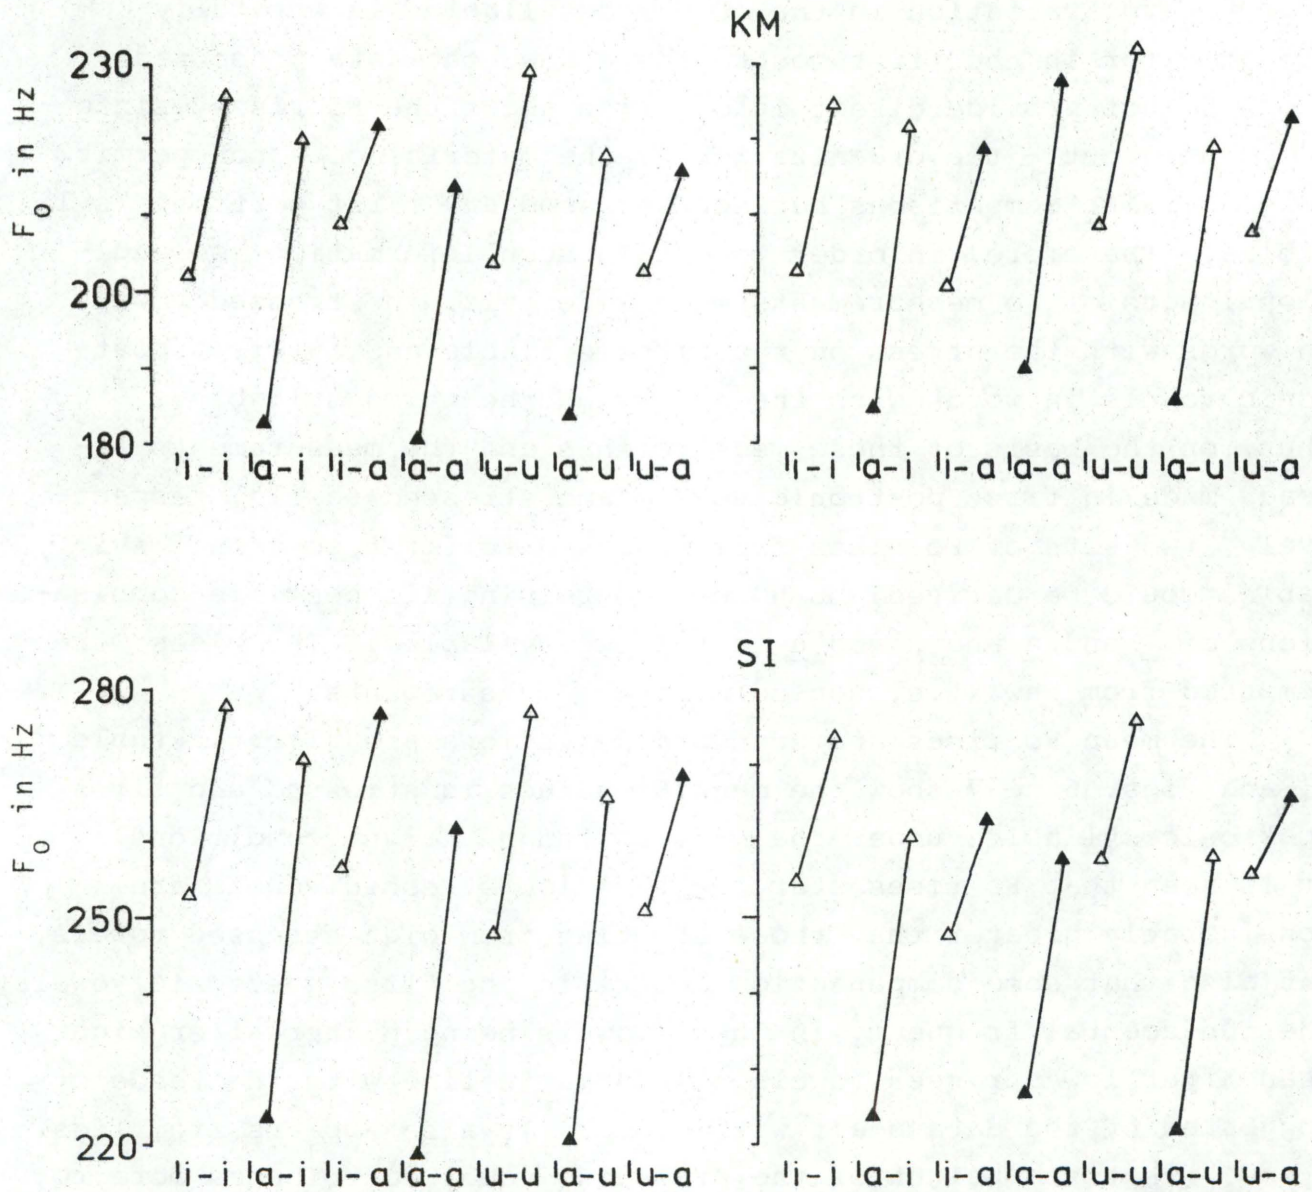 KM
230
200
180
F₀ in Hz
ˈi-i ˈa-i ˈi-a ˈa-a ˈu-u ˈa-u ˈu-a
ˈi-i ˈa-i ˈi-a ˈa-a ˈu-u ˈa-u ˈu-a
SI
280
250
220
F₀ in Hz
ˈi-i ˈa-i ˈi-a ˈa-a ˈu-u ˈa-u ˈu-a
ˈi-i ˈa-i ˈi-a ˈa-a ˈu-u ˈa-u ˈu-a